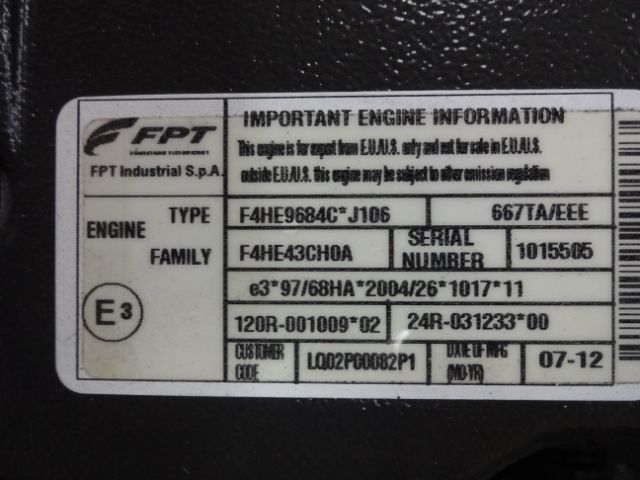 FPT
POWERTRAIN TECHNOLOGIES
FPT Industrial S.p.A.
IMPORTANT ENGINE INFORMATION
This engine is for export from E.U./U.S. only and not for sale in E.U./U.S.
outside E.U./U.S. this engine may be subject to other emission regulation
ENGINE
TYPE F4HE9684C*J106 667TA/EEE
FAMILY F4HE43CH0A SERIAL NUMBER 1015505
e3*97/68HA*2004/26*1017*11
E3
120R-001009*02 24R-031233*00
CUSTOMER CODE LQ02P00082P1 DATE OF MFG (MO-YR) 07-12